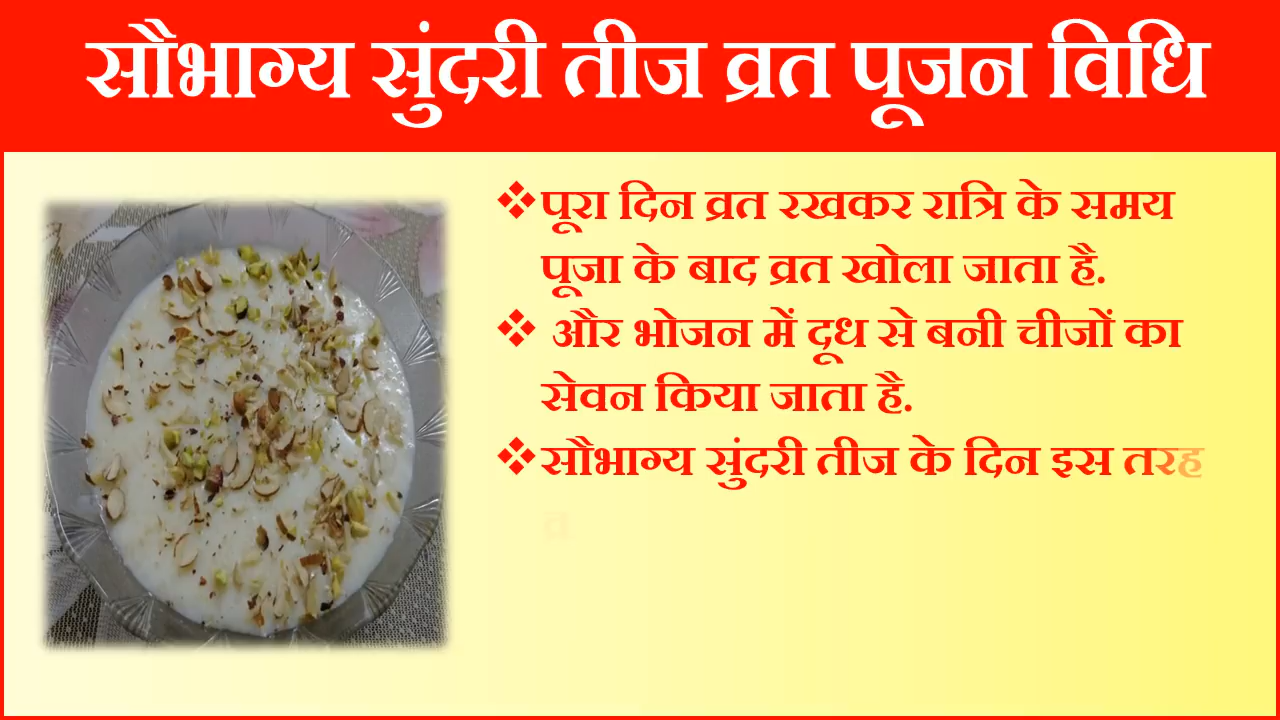 सौभाग्य सुंदरी तीज व्रत पूजन विधि
❖पूरा दिन व्रत रखकर रात्रि के समय
पूजा के बाद व्रत खोला जाता है.
❖ और भोजन में दूध से बनी चीजों का
सेवन किया जाता है.
❖सौभाग्य सुंदरी तीज के दिन इस तरह